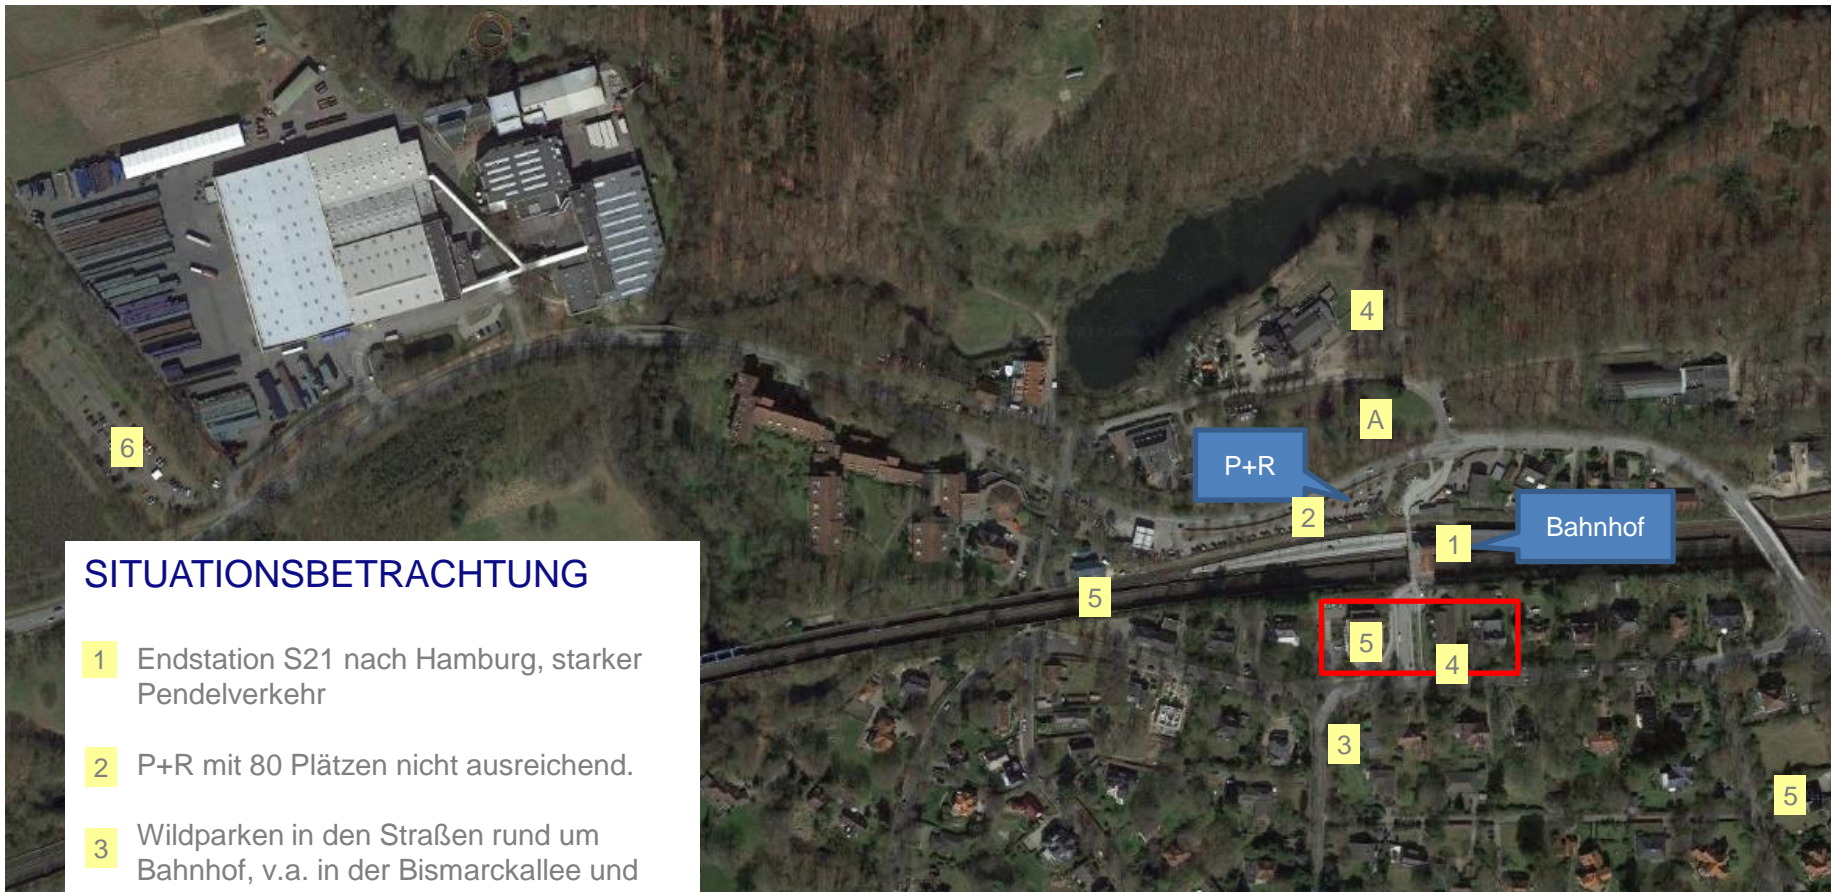 4
A
P+R
6
2
Bahnhof
1
5
5
4
3
5
SITUATIONSBETRACHTUNG
1 Endstation S21 nach Hamburg, starker
Pendelverkehr
2 P+R mit 80 Plätzen nicht ausreichend.
3 Wildparken in den Straßen rund um
Bahnhof, v.a. in der Bismarckallee und